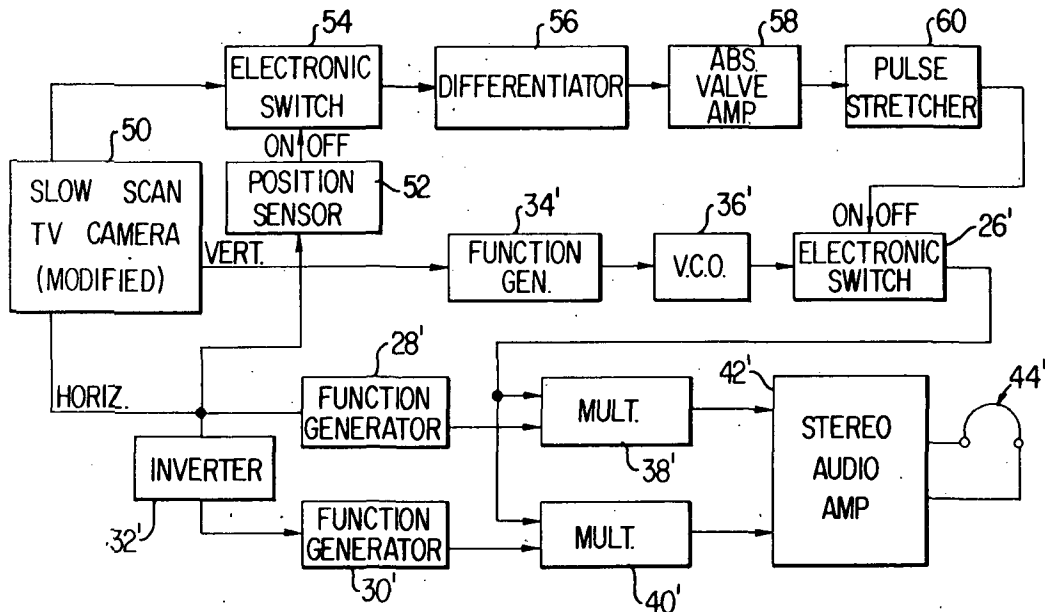 54
56
58
60
ELECTRONIC
SWITCH
DIFFERENTIATOR
ABS.
VALVE
AMP.
PULSE
STRETCHER
50
ON OFF
SLOW SCAN
TV CAMERA
(MODIFIED)
POSITION
SENSOR
52
34'
36'
ON OFF
26'
VERT.
FUNCTION
GEN.
V.C.O.
ELECTRONIC
SWITCH
28'
42'
44'
HORIZ.
FUNCTION
GENERATOR
MULT.
38'
STEREO
AUDIO
AMP
INVERTER
32'
FUNCTION
GENERATOR
30'
MULT.
40'